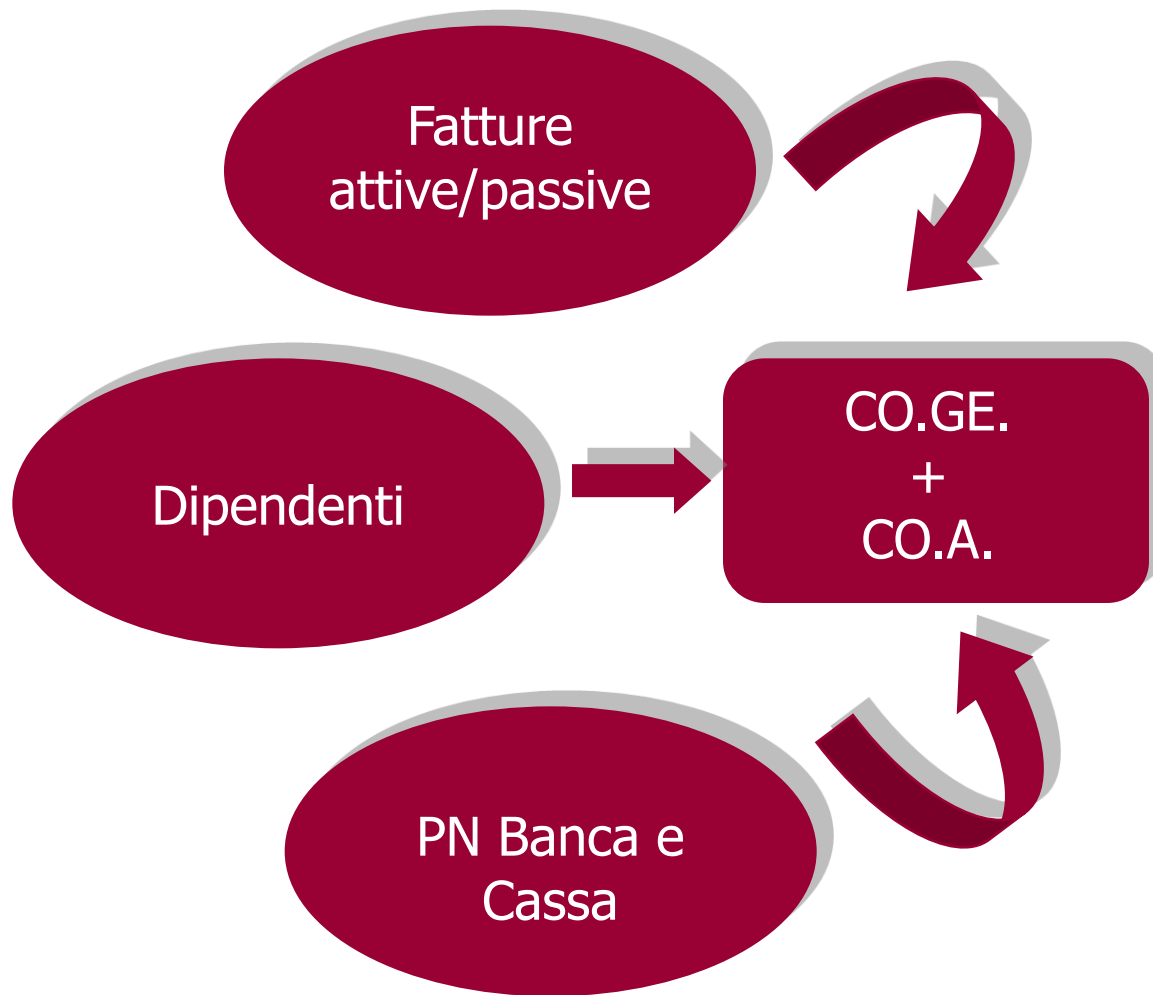 Fatture
attive/passive
Dipendenti
CO.GE.
+
CO.A.
PN Banca e
Cassa